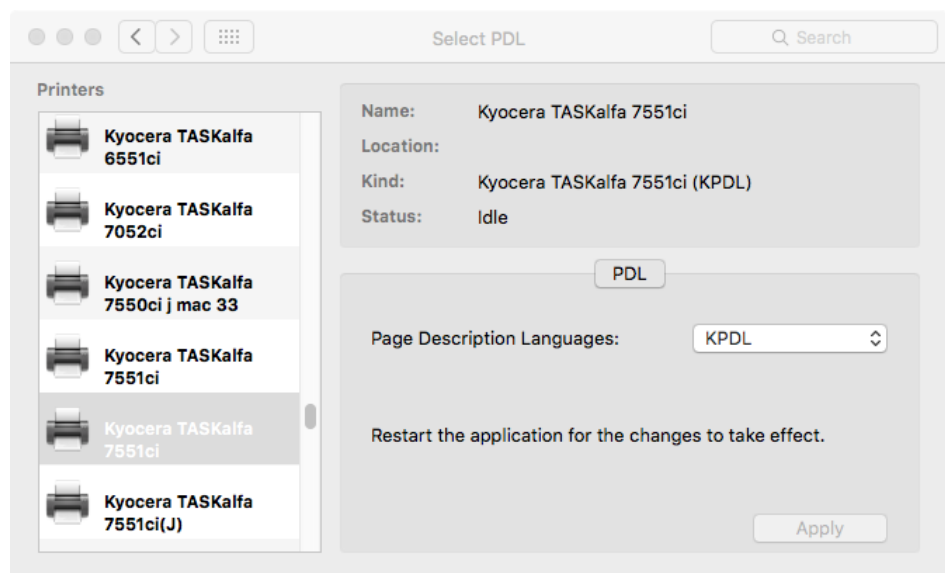 Select PDL
Search
Printers
Kyocera TASKalfa
6551ci
Kyocera TASKalfa
7052ci
Kyocera TASKalfa
7550ci j mac 33
Kyocera TASKalfa
7551ci
Kyocera TASKalfa
7551ci
Kyocera TASKalfa
7551ci(J)
Name: Kyocera TASKalfa 7551ci
Location:
Kind: Kyocera TASKalfa 7551ci (KPDL)
Status: Idle
PDL
Page Description Languages: KPDL
Restart the application for the changes to take effect.
Apply